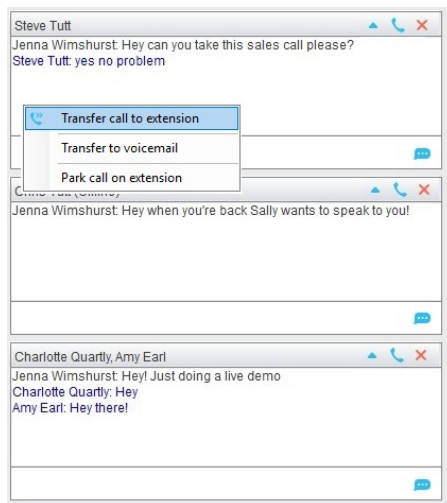 Steve Tutt
Jenna Wimshurst: Hey can you take this sales call please?
Steve Tutt: yes no problem
Transfer call to extension
Transfer to voicemail
Park call on extension
Jenna Wimshurst: Hey when you're back Sally wants to speak to you!
Charlotte Quartly, Amy Earl
Jenna Wimshurst: Hey! Just doing a live demo
Charlotte Quartly: Hey
Amy Earl: Hey there!